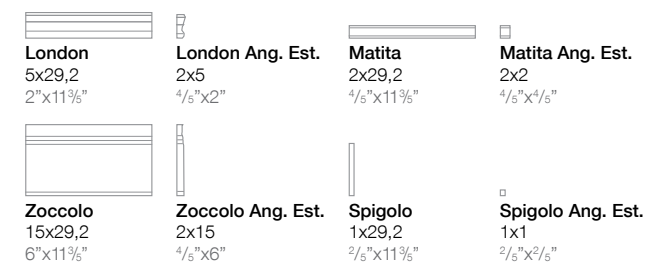 London
5x29,2
2”x11⅗”
London Ang. Est.
2x5
⁴/₅”x2”
Matita
2x29,2
⁴/₅”x11⅗”
Matita Ang. Est.
2x2
⁴/₅”x⁴/₅”
Zoccolo
15x29,2
6”x11⅗”
Zoccolo Ang. Est.
2x15
⁴/₅”x6”
Spigolo
1x29,2
²/₅”x11⅗”
Spigolo Ang. Est.
1x1
²/₅”x²/₅”